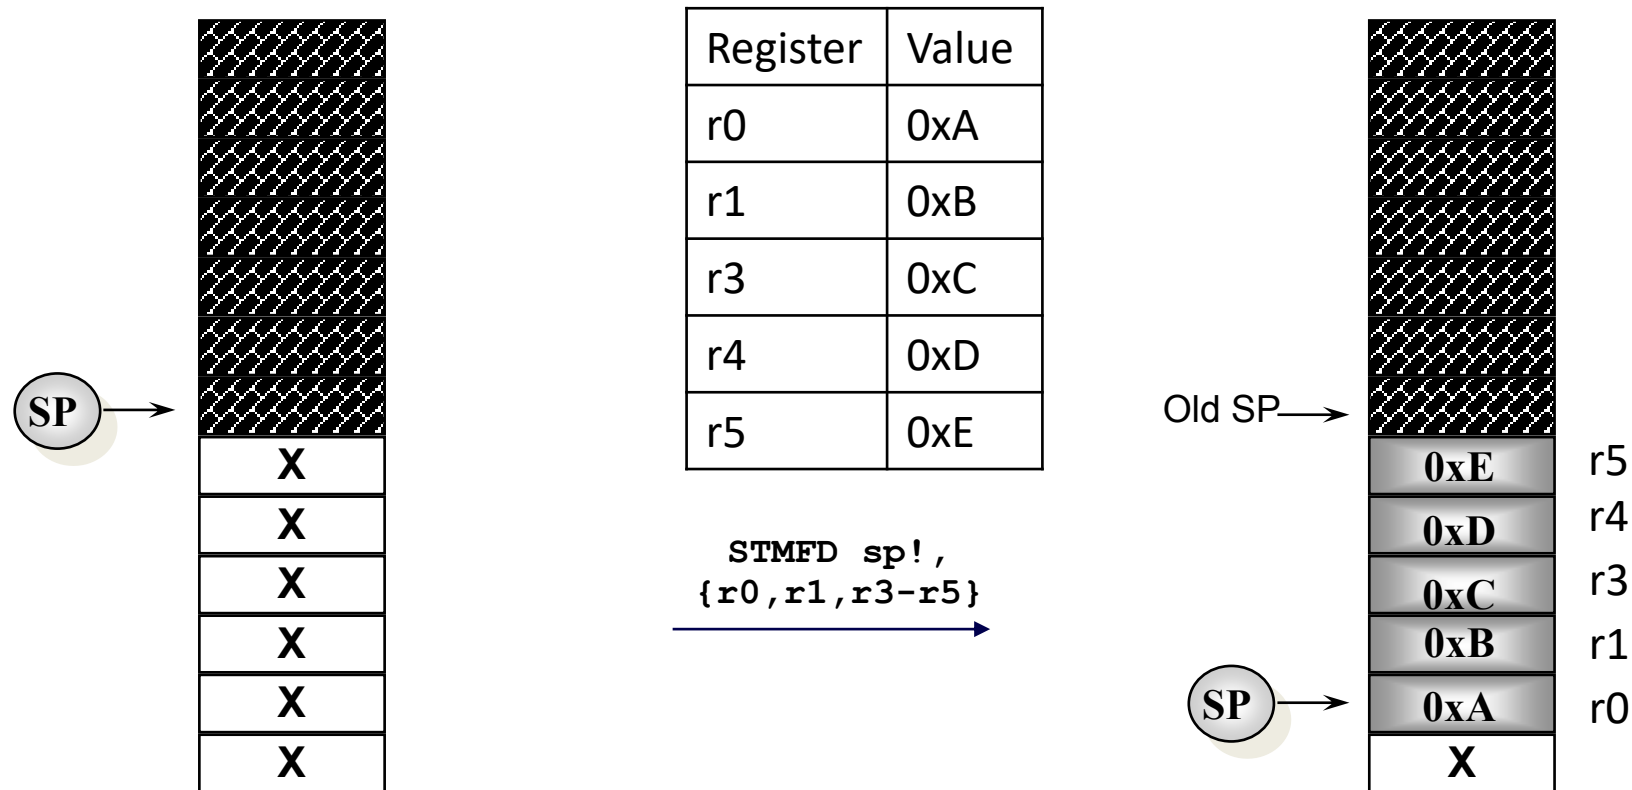 SP
X
X
X
X
X
X
Register Value
r0 0xA
r1 0xB
r3 0xC
r4 0xD
r5 0xE
STMFD sp!,
{r0,r1,r3-r5}
Old SP
SP
0xE r5
0xD r4
0xC r3
0xB r1
0xA r0
X